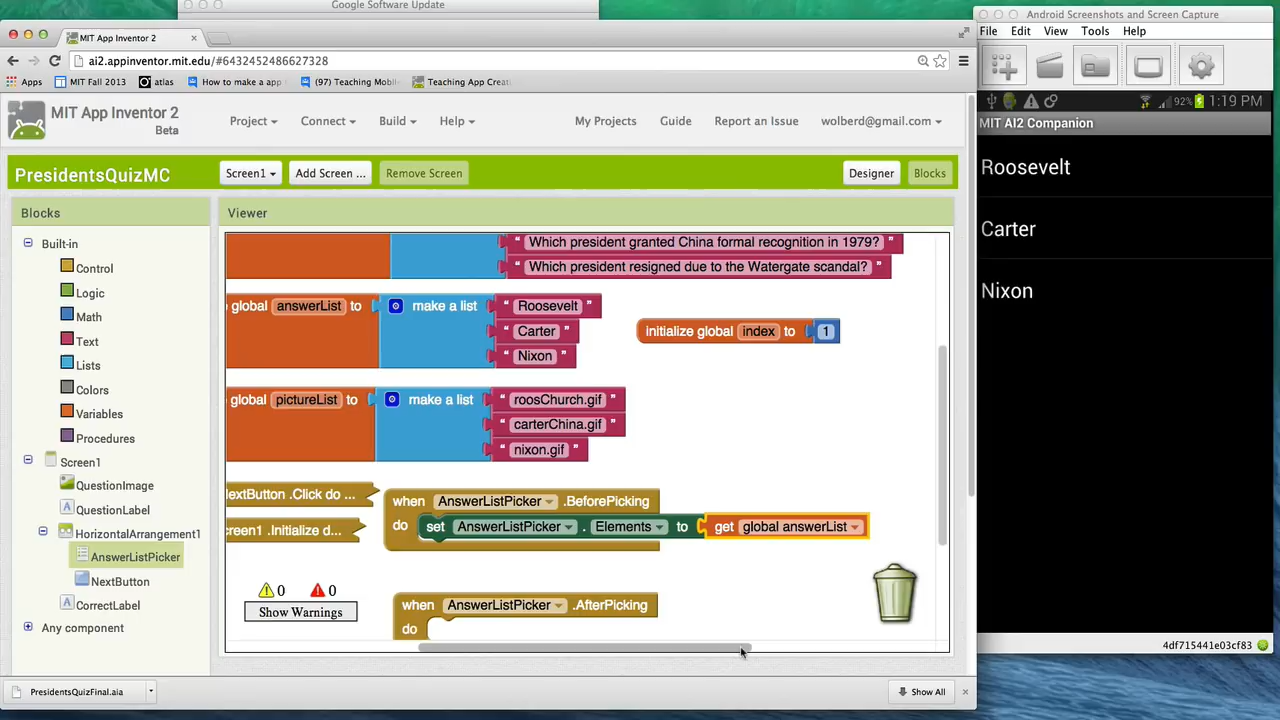 Google Software Update
MIT App Inventor 2
ai2.appinventor.mit.edu/#6432452486627328
Apps MIT Fall 2013 atlas How to make a app (97) Teaching Mobil Teaching App Crea
MIT App Inventor 2
Beta
Project Connect Build Help My Projects Guide Report an Issue wolberd@gmail.com
PresidentsQuizMC Screen1 Add Screen ... Remove Screen Designer Blocks
Blocks
Built-in
Control
Logic
Math
Text
Lists
Colors
Variables
Procedures
Screen1
QuestionImage
QuestionLabel
HorizontalArrangement1
AnswerListPicker
NextButton
CorrectLabel
Any component
Viewer
" Which president granted China formal recognition in 1979? "
" Which president resigned due to the Watergate scandal? "
global answerList to make a list " Roosevelt "
" Carter "
" Nixon "
initialize global index to 1
global pictureList to make a list " roosChurch.gif "
" carterChina.gif "
" nixon.gif "
NextButton .Click do ...
creen1 .Initialize d...
when AnswerListPicker .BeforePicking
do set AnswerListPicker . Elements to get global answerList
0 0
Show Warnings
when AnswerListPicker .AfterPicking
do
PresidentsQuizFinal.aia
Show All
Android Screenshots and Screen Capture
File Edit View Tools Help
92% 1:19 PM
MIT AI2 Companion
Roosevelt
Carter
Nixon
4df715441e03cf83